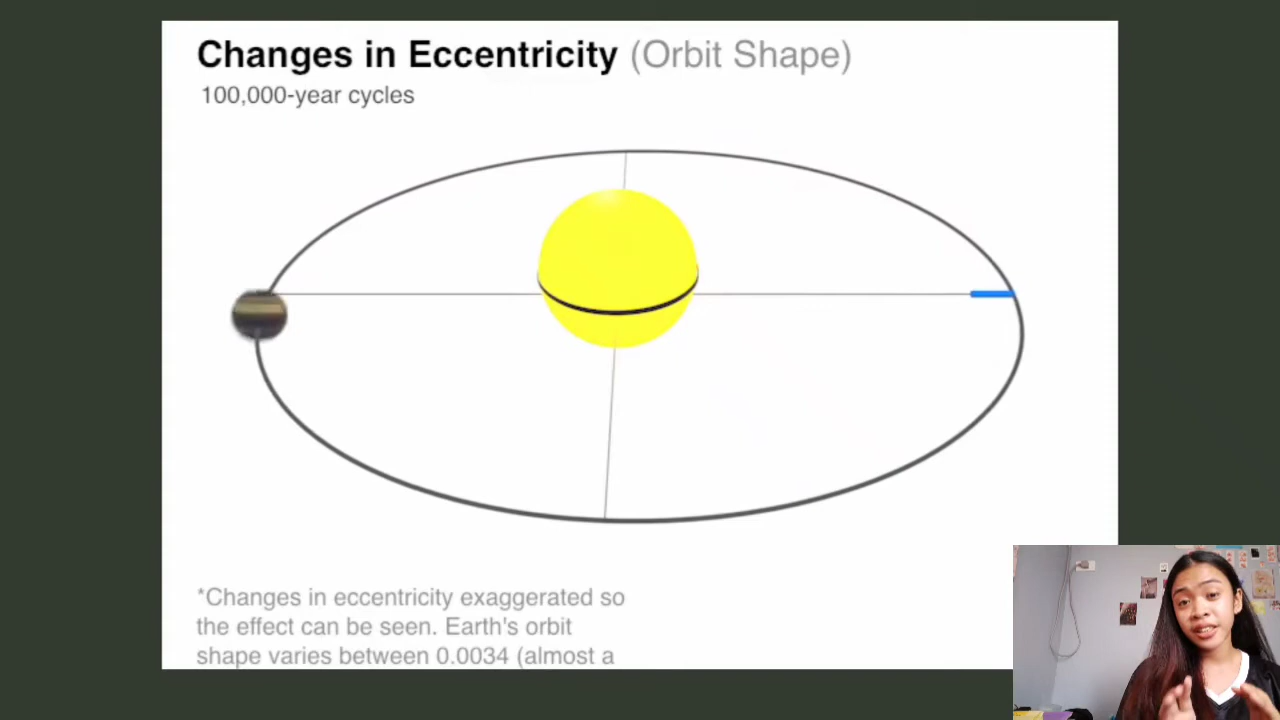 Changes in Eccentricity (Orbit Shape)
100,000-year cycles
*Changes in eccentricity exaggerated so
the effect can be seen. Earth's orbit
shape varies between 0.0034 (almost a